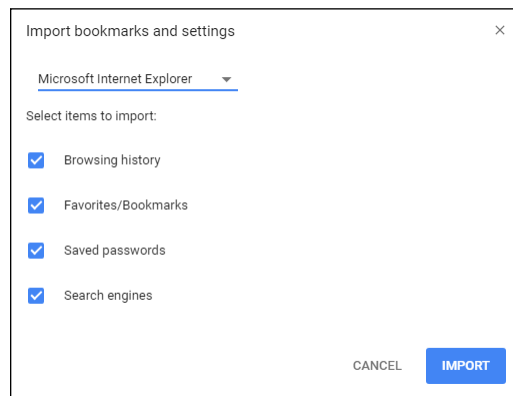 Import bookmarks and settings
Microsoft Internet Explorer
Select items to import:
Browsing history
Favorites/Bookmarks
Saved passwords
Search engines
CANCEL IMPORT